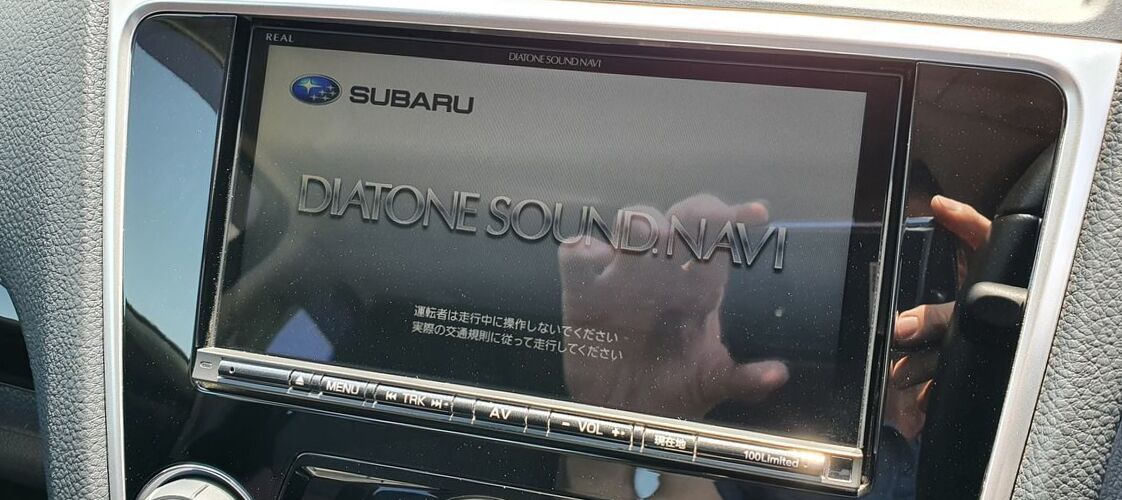 REAL
DIATONE SOUND NAVI
SUBARU
DIATONE SOUND.NAVI
運転者は走行中に操作しないでください
実際の交通規則に従って走行してください
MENU TRK AV - VOL + 現在地
100Limited